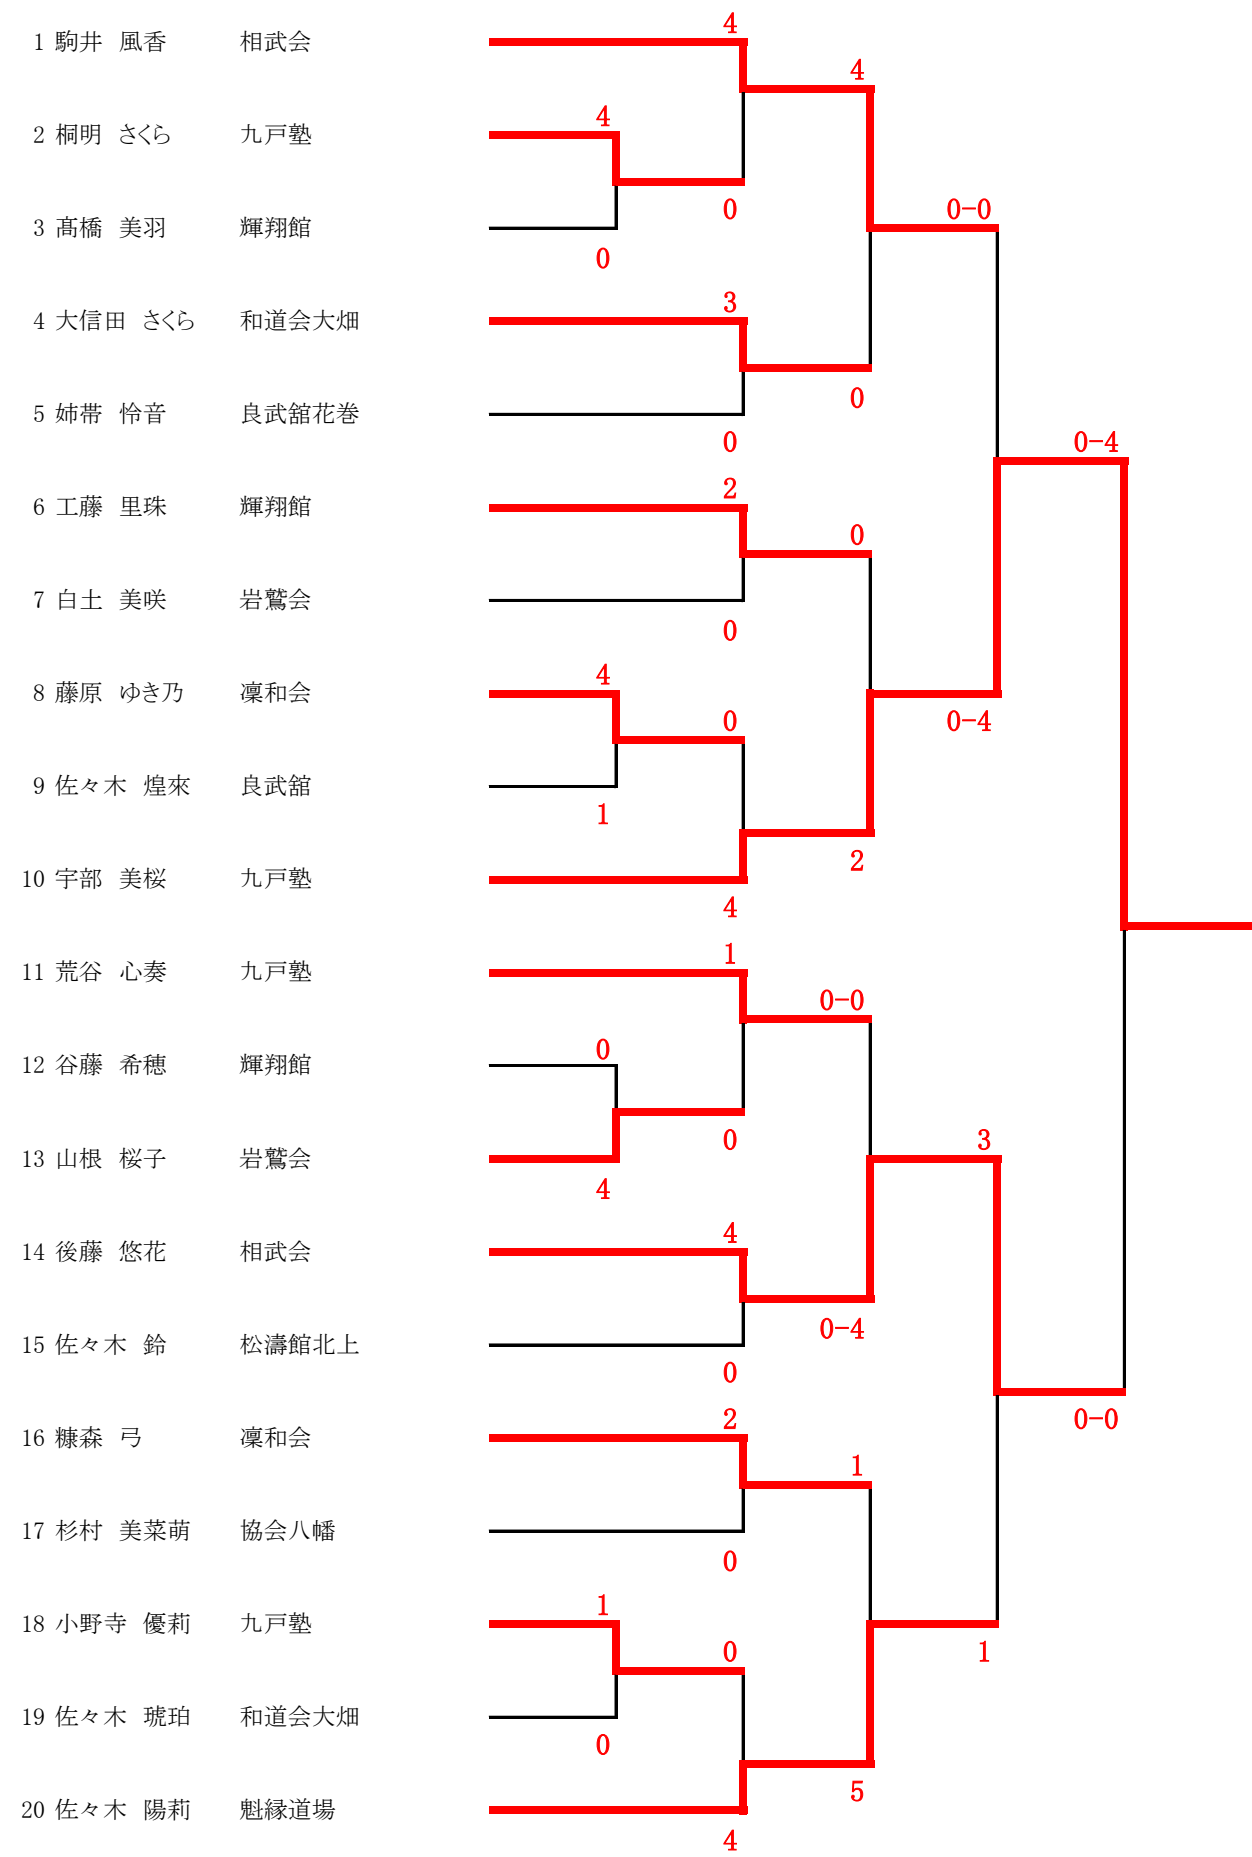 4
1 駒井 風香 相武会
4
4
2 桐明 さくら 九戸塾
0 0-0
3 髙橋 美羽 輝翔館
0
3
4 大信田 さくら 和道会大畑
0
5 姉帯 怜音 良武舘花巻
0 0-4
2
6 工藤 里珠 輝翔館
0
7 白土 美咲 岩鷲会
0
4
8 藤原 ゆき乃 凜和会
0 0-4
9 佐々木 煌來 良武舘
1
2
10 宇部 美桜 九戸塾
4
1
11 荒谷 心奏 九戸塾
0-0
0
12 谷藤 希穂 輝翔館
0 3
13 山根 桜子 岩鷲会
4
4
14 後藤 悠花 相武会
0-4
15 佐々木 鈴 松濤館北上
0
2 0-0
16 糠森 弓 凜和会
1
17 杉村 美菜萌 協会八幡
0
1
18 小野寺 優莉 九戸塾
0 1
19 佐々木 琥珀 和道会大畑
0
5
20 佐々木 陽莉 魁縁道場
4